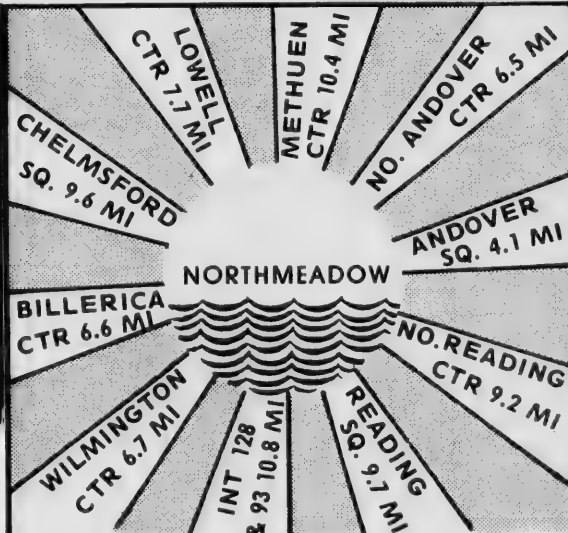 LOWELL
CTR 7.7 MI
METHUEN
CTR 10.4 MI
NO. ANDOVER
CTR 6.5 MI
CHELMSFORD
SQ. 9.6 MI
ANDOVER
SQ. 4.1 MI
NORTHMEADOW
BILLERICA
CTR 6.6 MI
NO. READING
CTR 9.2 MI
WILMINGTON
CTR 6.7 MI
INT 128
& 93 10.8 MI
READING
SQ. 9.7 MI